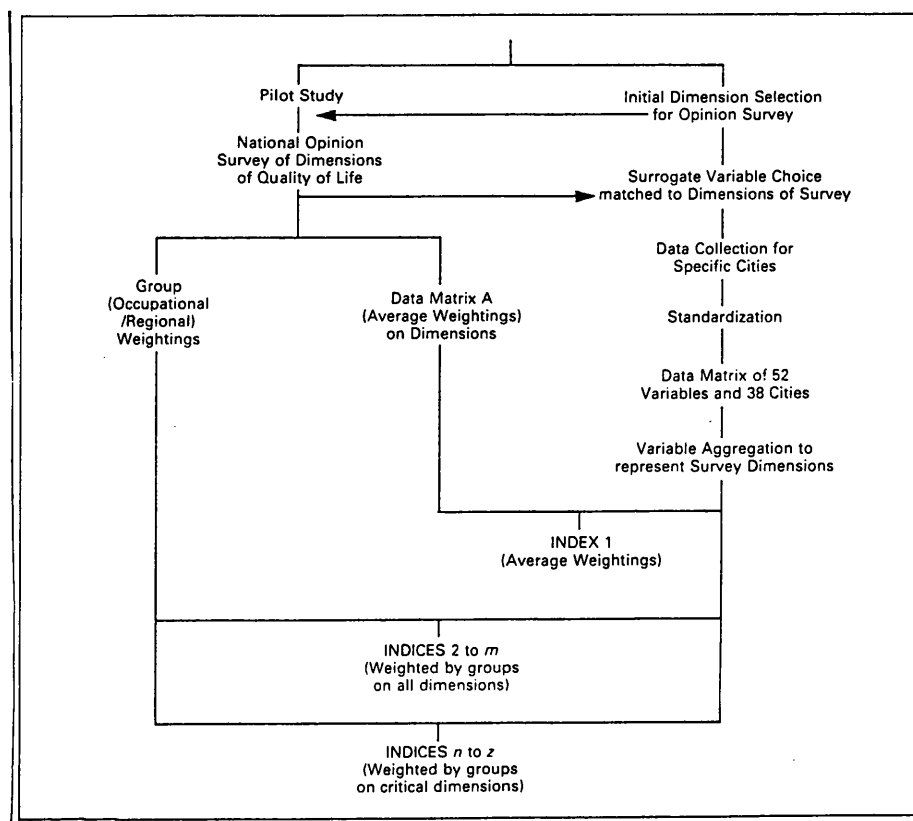 Pilot Study
Initial Dimension Selection
for Opinion Survey
National Opinion
Survey of Dimensions
of Quality of Life
Surrogate Variable Choice
matched to Dimensions of Survey
Data Collection for
Specific Cities
Group
(Occupational
/Regional)
Weightings
Data Matrix A
(Average Weightings)
on Dimensions
Standardization
Data Matrix of 52
Variables and 38 Cities
Variable Aggregation to
represent Survey Dimensions
INDEX 1
(Average Weightings)
INDICES 2 to m
(Weighted by groups
on all dimensions)
INDICES n to z
(Weighted by groups
on critical dimensions)